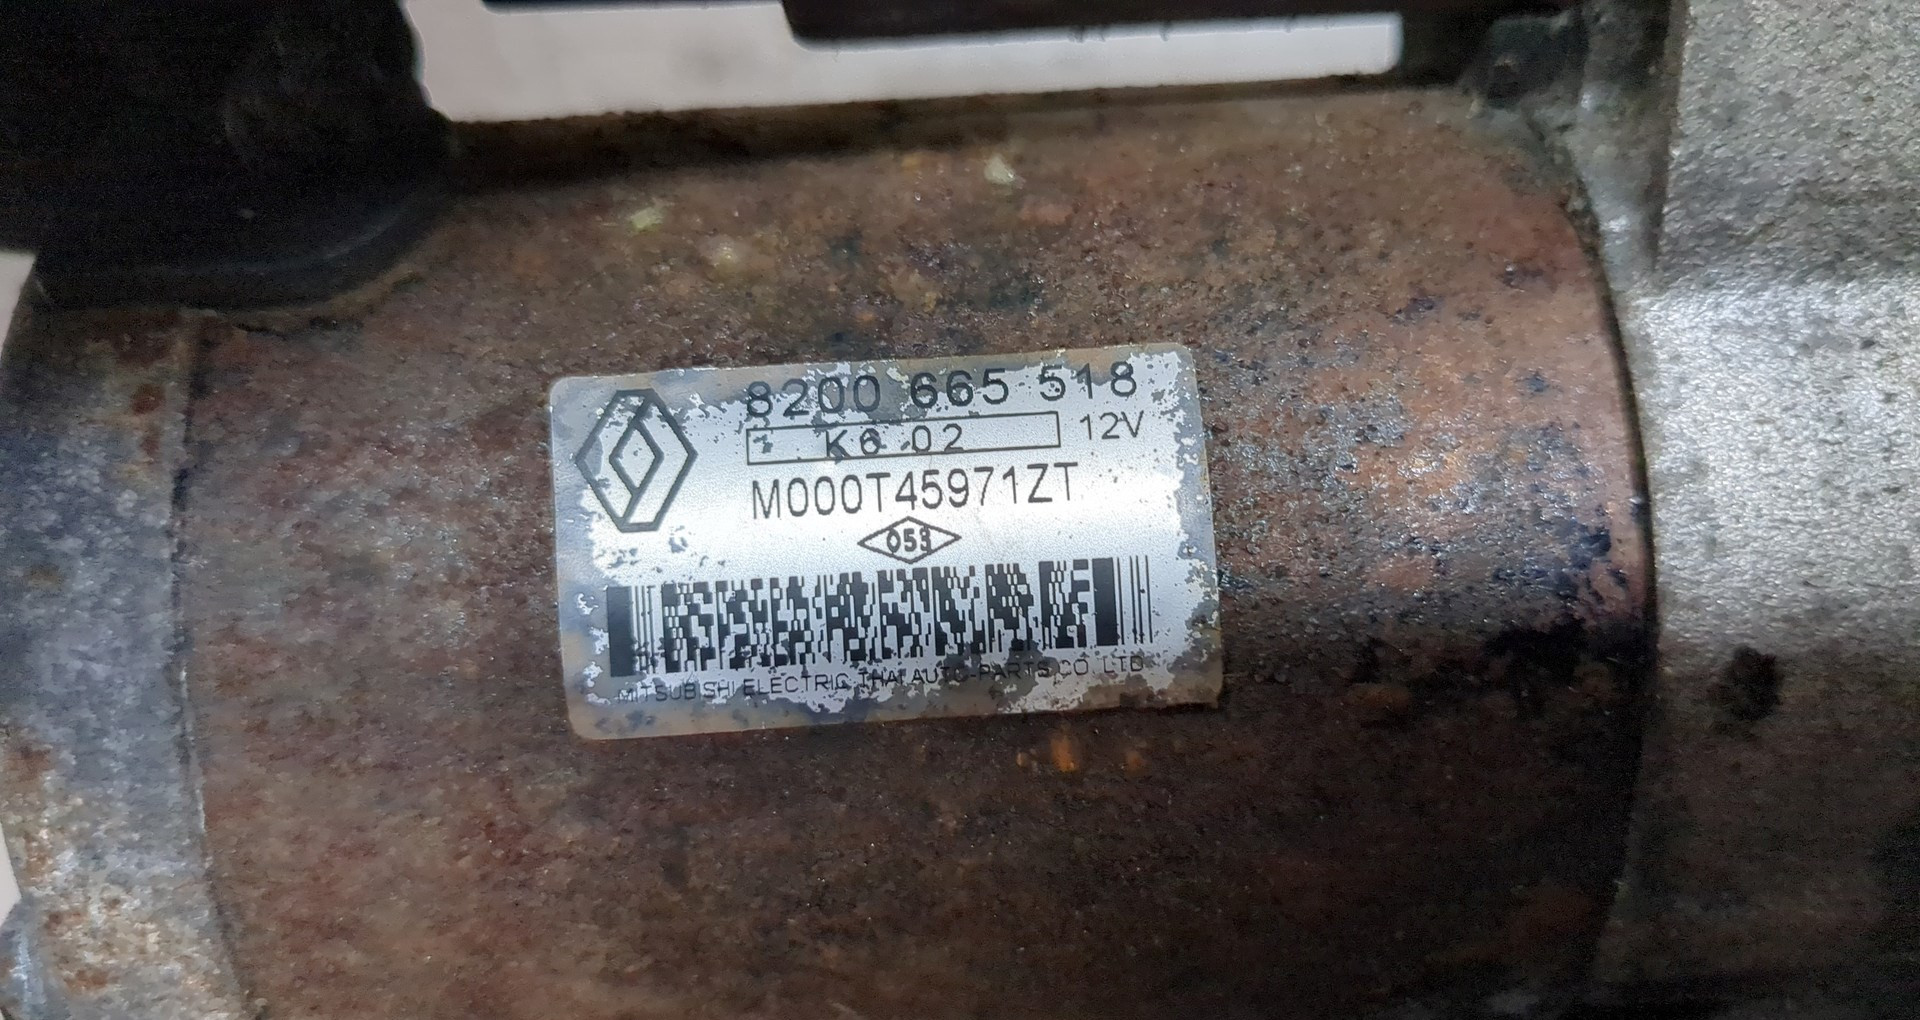 8200 665 518
K6 02 12V
M000T45971ZT
053
MITSUBISHI ELECTRIC THAI AUTO-PARTS CO. LTD